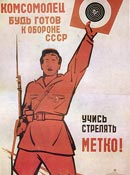 КОМСОМОЛЕЦ
БУДЬ ГОТОВ
К ОБОРОНЕ
СССР
УЧИСЬ
СТРЕЛЯТЬ
МЕТКО!